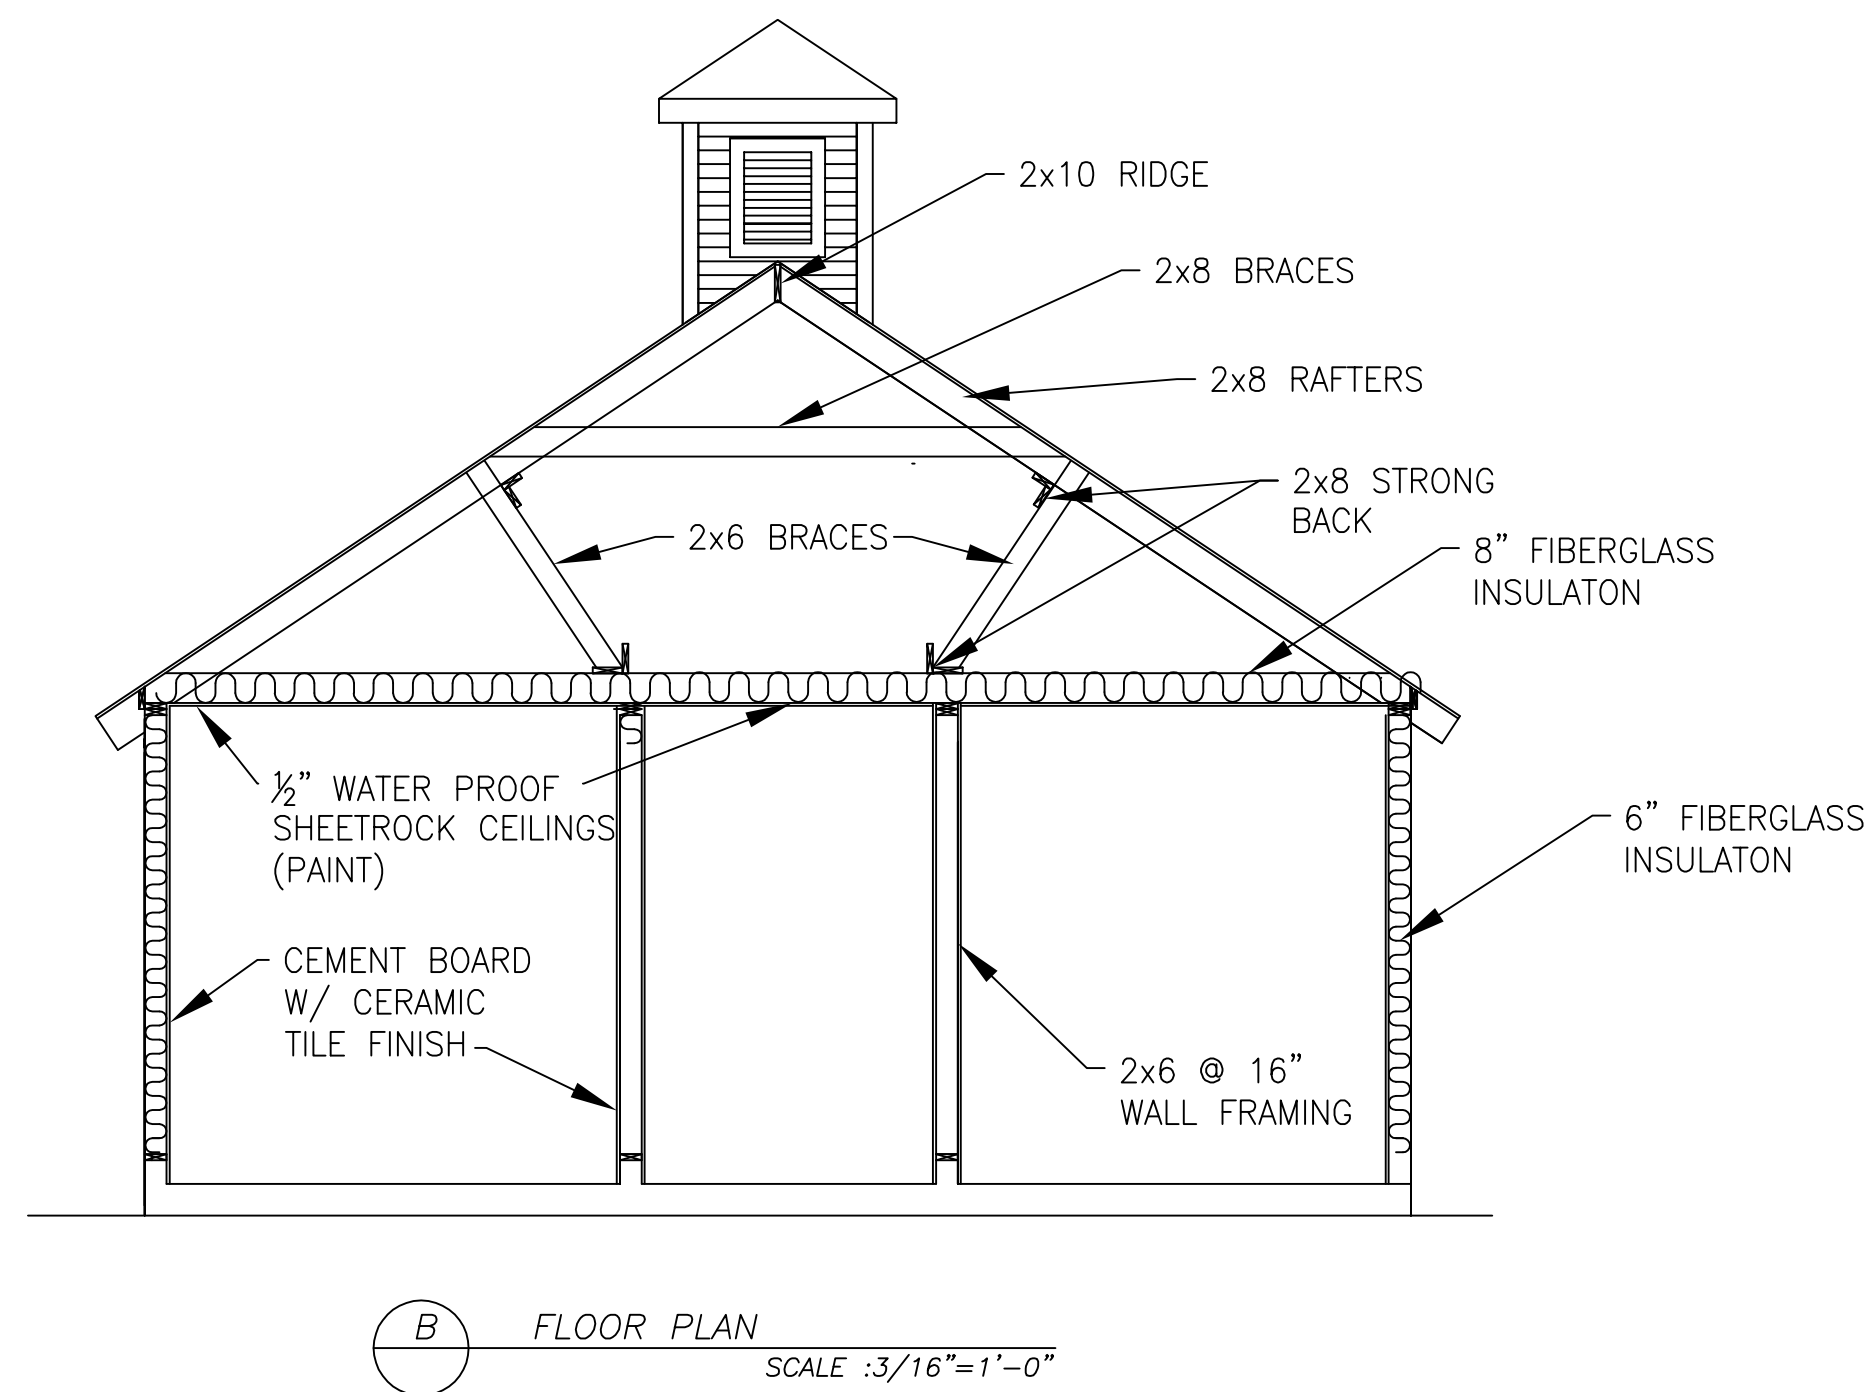 2x10 RIDGE
2x8 BRACES
2x8 RAFTERS
2x8 STRONG
BACK
2x6 BRACES
8" FIBERGLASS
INSULATON
½" WATER PROOF
SHEETROCK CEILINGS
(PAINT)
6" FIBERGLASS
INSULATON
CEMENT BOARD
W/ CERAMIC
TILE FINISH
2x6 @ 16"
WALL FRAMING
B
FLOOR PLAN
SCALE :3/16"=1'-0"